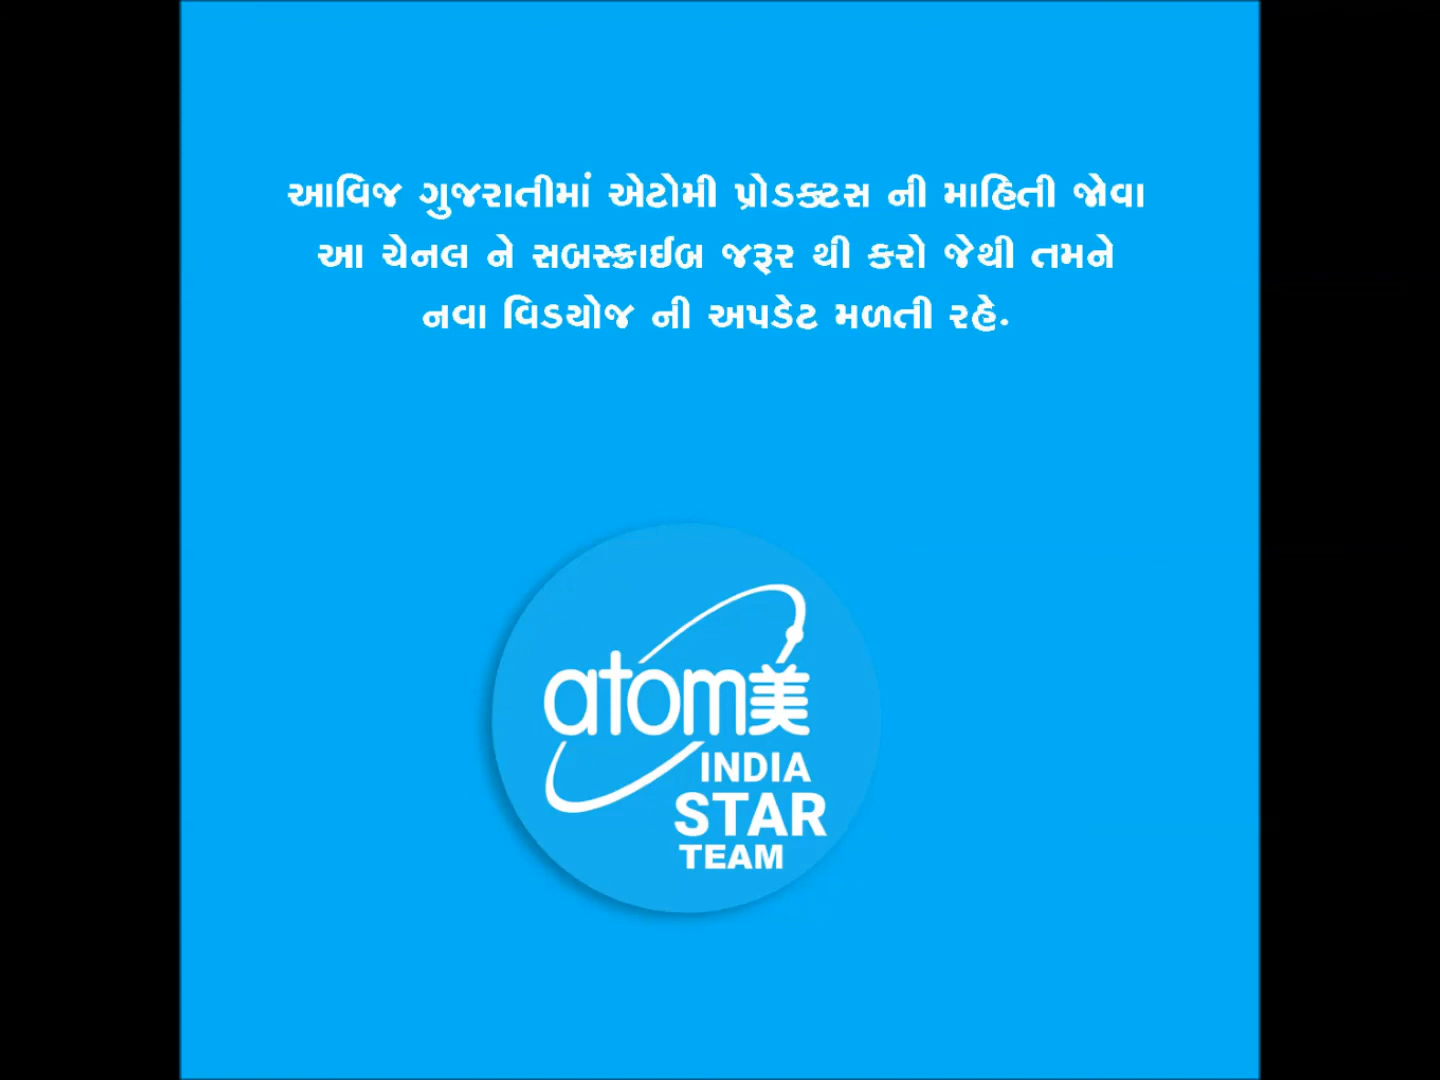 આવિજ ગુજરાતીમાં એટોમી પ્રોડક્ટસ ની માહિતી જોવા
આ ચેનલ ને સબસ્ક્રાઈબ જરૂર થી કરો જેથી તમને
નવા વિડયોજ ની અપડેટ મળતી રહે.
atom美
INDIA
STAR
TEAM